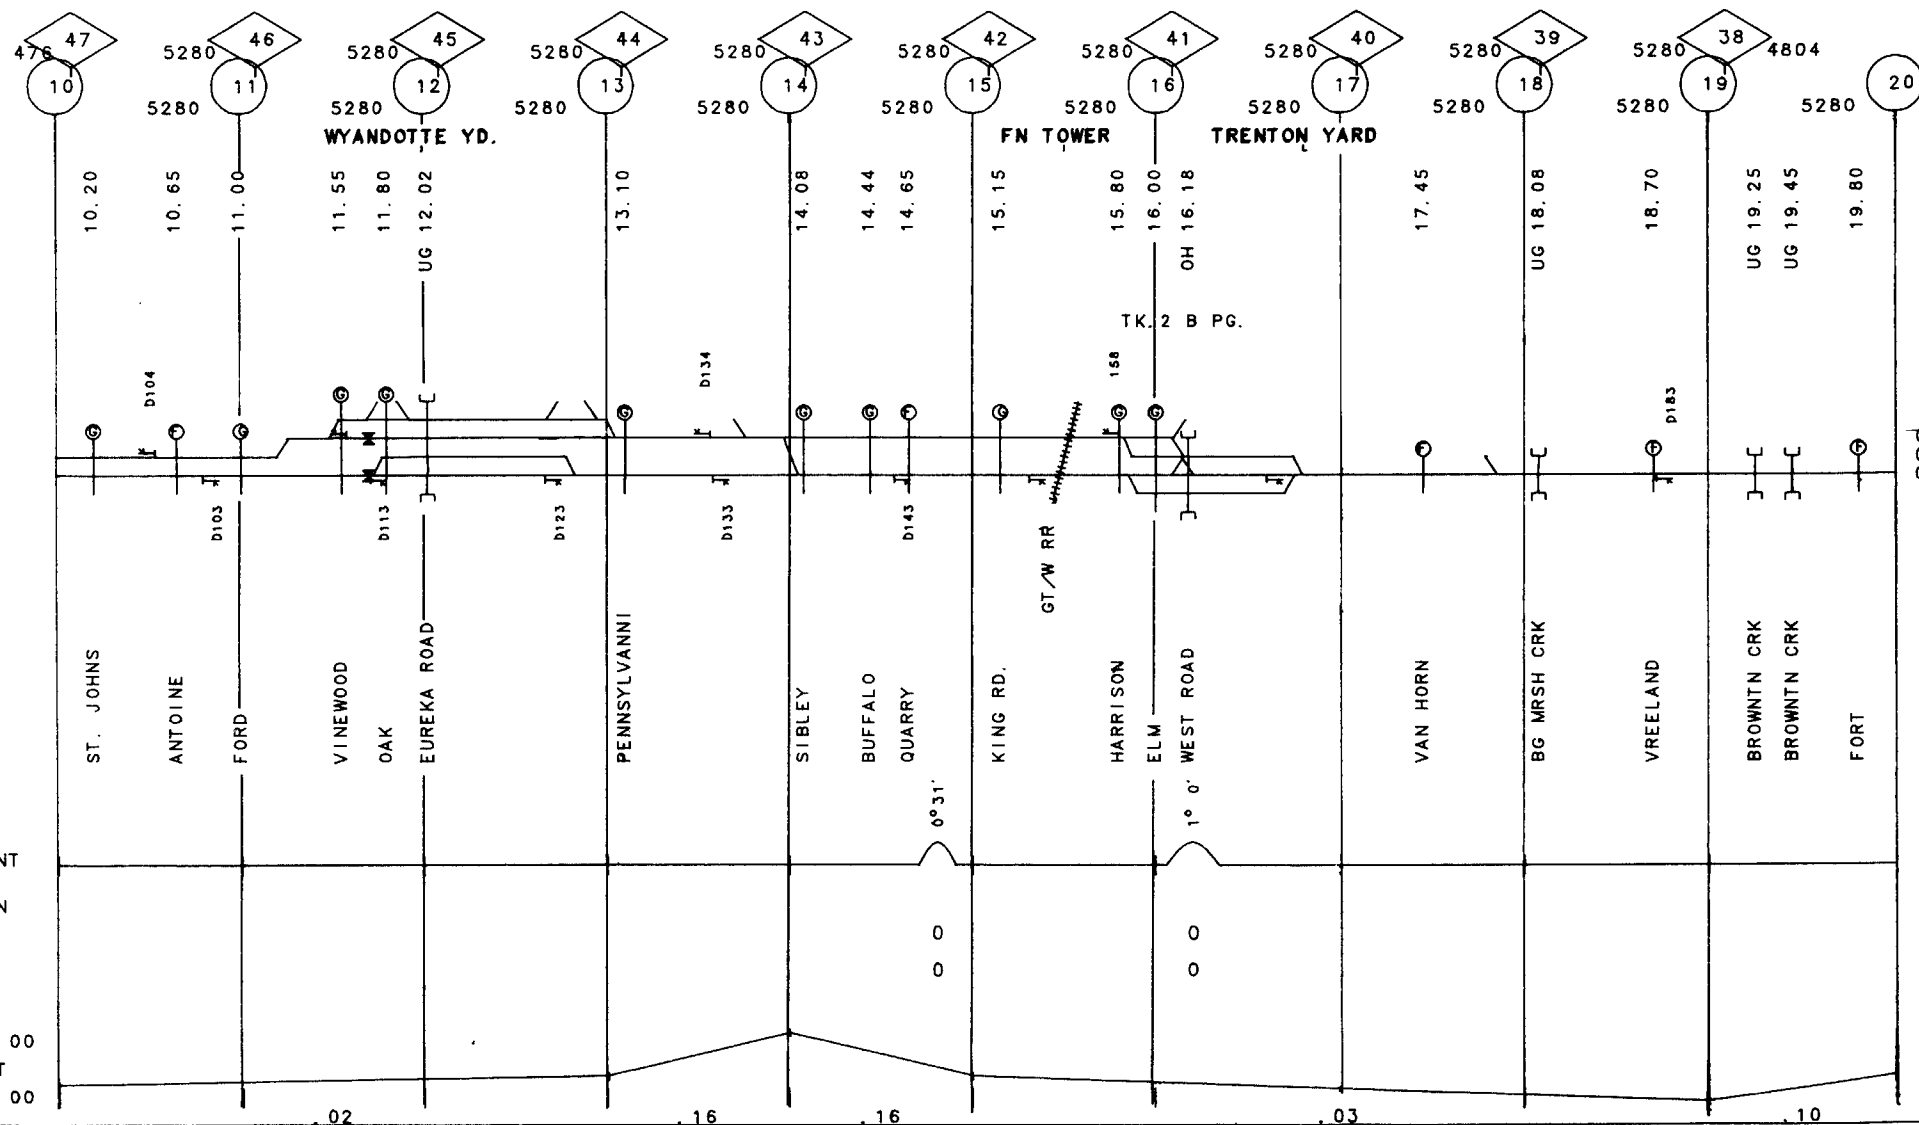 47 46 45 44 43 42 41 40 39 38
5280 5280 5280 5280 5280 5280 5280 5280 5280 4804
10 11 12 13 14 15 16 17 18 19 20
5280 5280 5280 5280 5280 5280 5280 5280 5280 5280
WYANDOTTE YD. FN TOWER TRENTON YARD
10.20
10.65
11.00
11.55
11.80
UG 12.02
13.10
14.08
14.44
14.65
15.15
15.80
16.00
OH 16.18
17.45
UG 18.08
18.70
UG 19.25
UG 19.45
19.80
TK. 2 B PG.
D104
D134
158
D183
G F G G G G G G F G G G F F F
D103
D113
D123
D133
D143
GT/W RR
ST. JOHNS
ANTOINE
FORD
VINEWOOD
OAK
EUREKA ROAD
PENNSYLVANNI
SIBLEY
BUFFALO
QUARRY
KING RD.
HARRISON
ELM
WEST ROAD
VAN HORN
BG MRSH CRK
VREELAND
BROWNTN CRK
BROWNTN CRK
FORT
0°31'
1° 0'
NT
0 0
0 0
00
T
00
.02 .16 .16 .03 .10